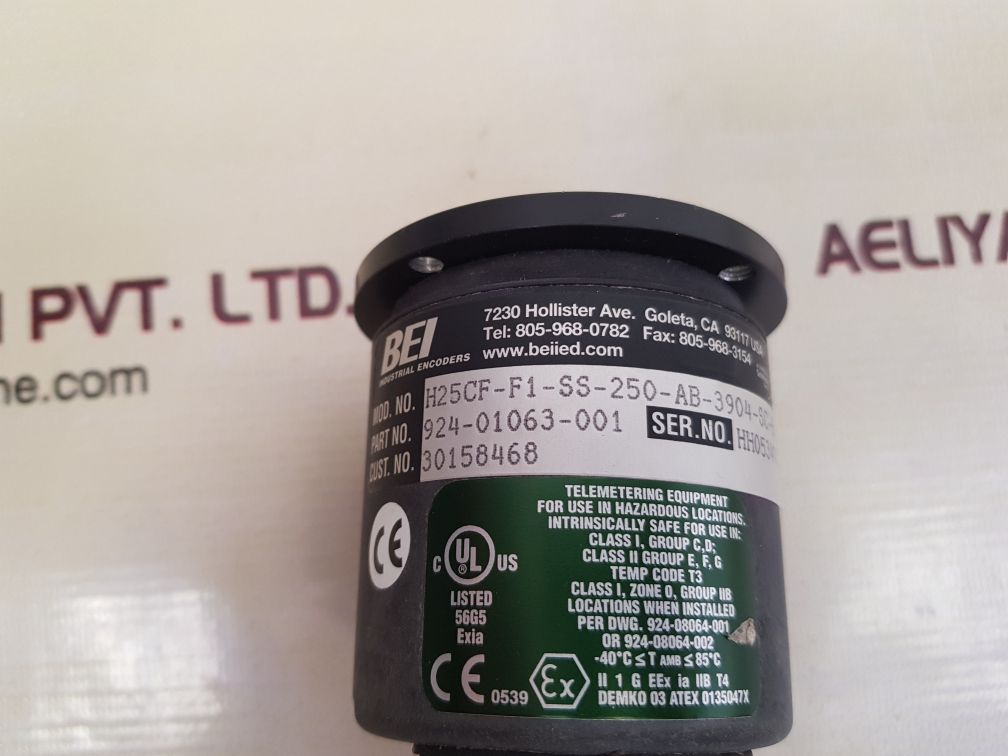 PVT. LTD.
ne.com
AELIYA
BEI
INDUSTRIAL ENCODERS
7230 Hollister Ave. Goleta, CA 93117 USA
Tel: 805-968-0782 Fax: 805-968-3154
www.beiied.com
MOD. NO. H25CF-F1-SS-250-AB-3904-
PART NO. 924-01063-001 SER.NO. HH053
CUST. NO. 30158468
CE
TELEMETERING EQUIPMENT
FOR USE IN HAZARDOUS LOCATIONS.
INTRINSICALLY SAFE FOR USE IN:
CLASS I, GROUP C,D;
CLASS II GROUP E, F, G
TEMP CODE T3
CLASS I, ZONE 0, GROUP IIB
LOCATIONS WHEN INSTALLED
PER DWG. 924-08064-001
OR 924-08064-002
-40°C ≤ T AMB ≤ 85°C
II 1 G EEx ia IIB T4
DEMKO 03 ATEX 0135047X
C UL ® US
LISTED
56G5
Exia
CE 0539 Ex